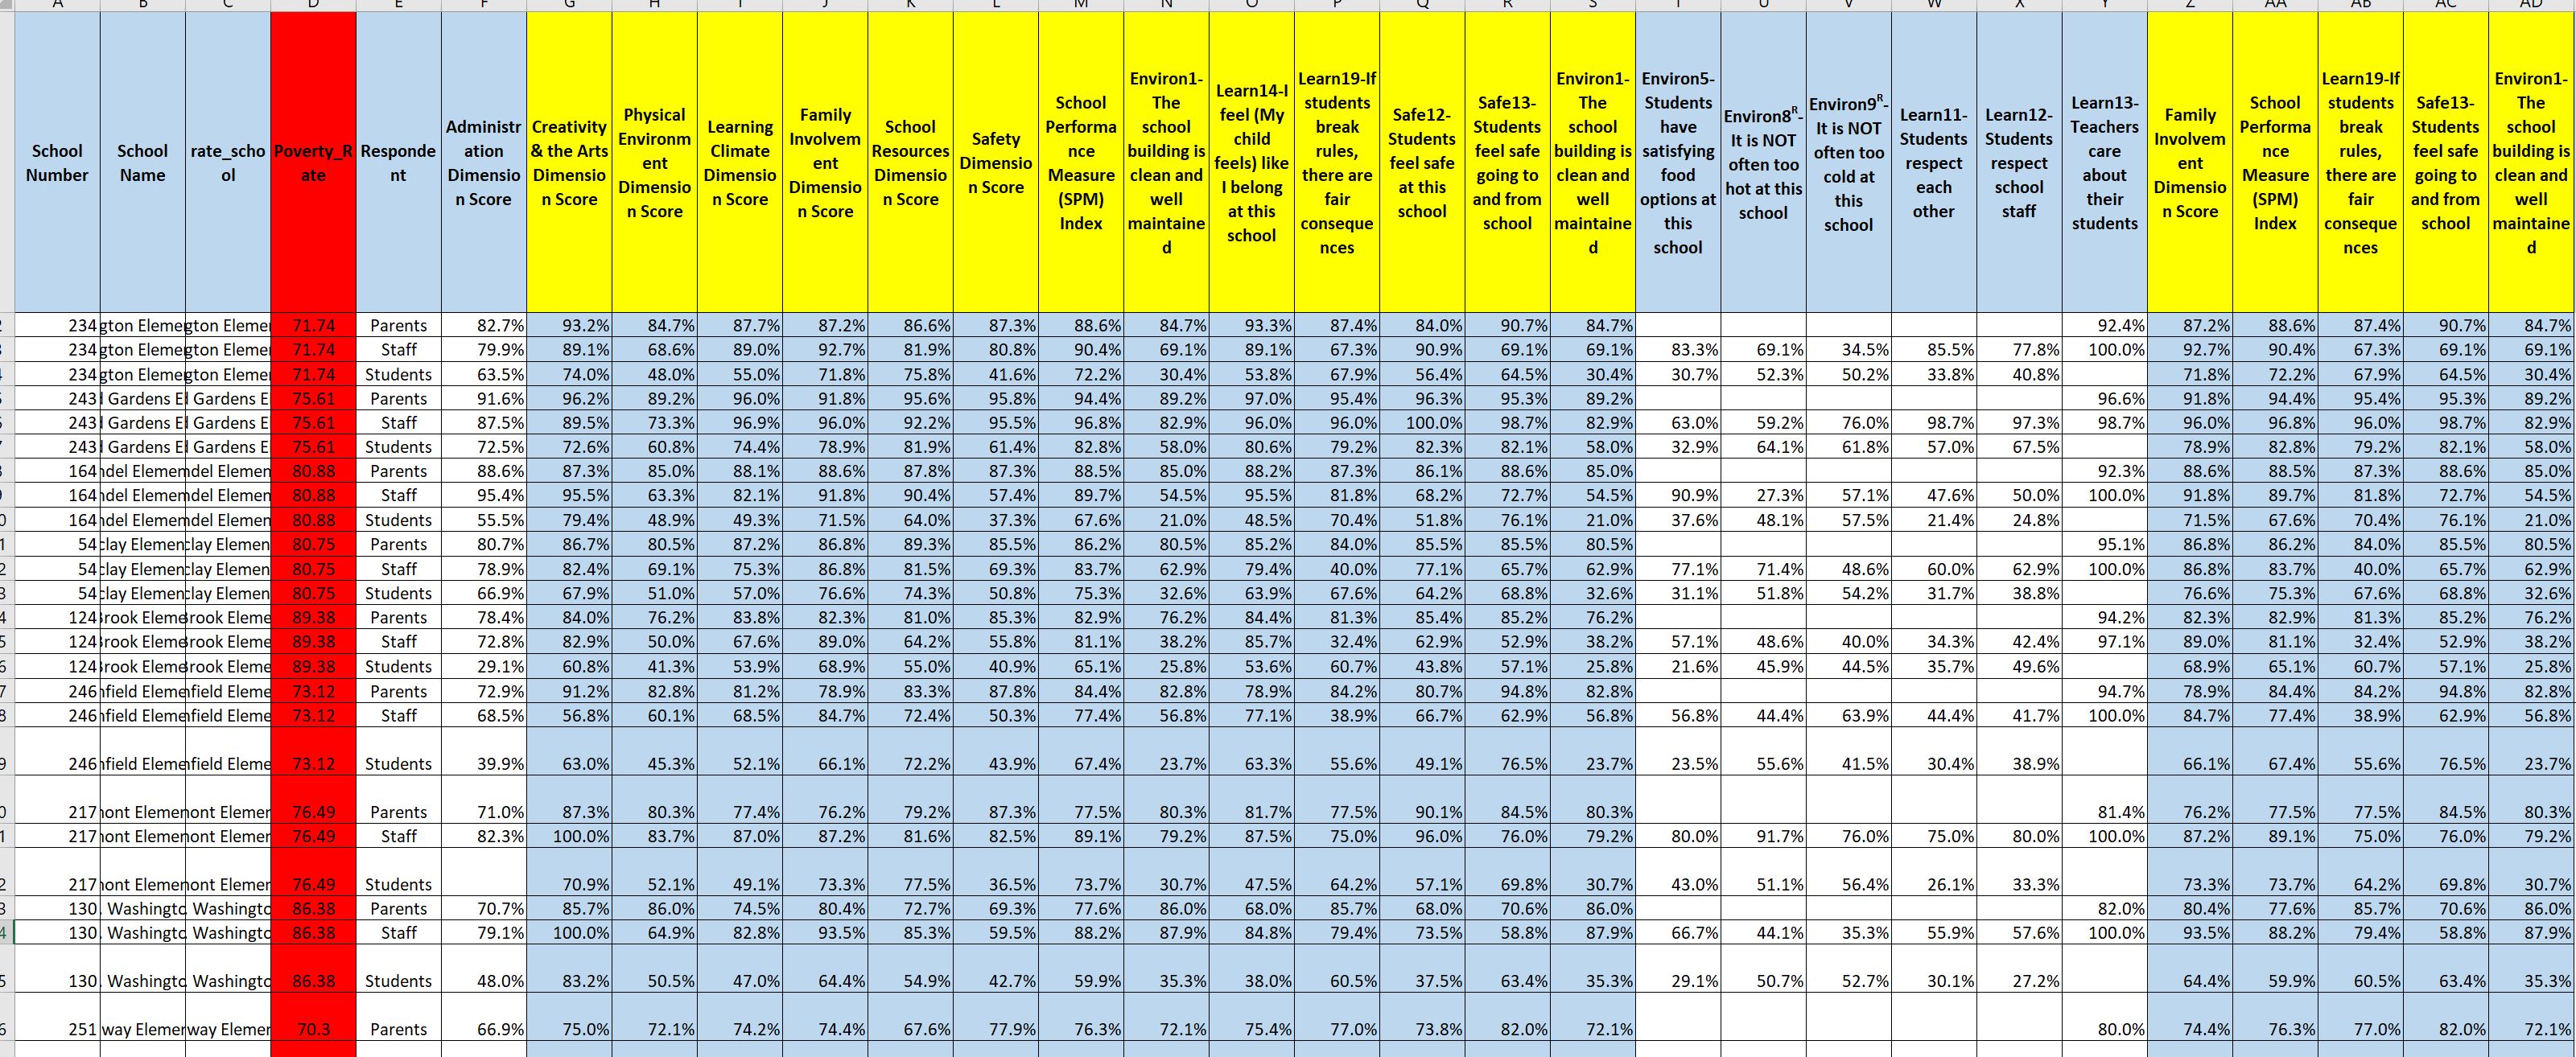 A B C D E F G H I J K L M N O P Q R S T U V W X Y Z AA AB AC AD
School Number School Name rate_school Poverty_Rate Respondent Administration Dimension Score Creativity & the Arts Dimension Score Physical Environment Dimension Score Learning Climate Dimension Score Family Involvement Dimension Score School Resources Dimension Score Safety Dimension Score School Performance Measure (SPM) Index Environ1-The school building is clean and well maintained Learn14-I feel (My child feels) like I belong at this school Learn19-If students break rules, there are fair consequences Safe12-Students feel safe at this school Safe13-Students feel safe going to and from school Environ1-The school building is clean and well maintained Environ5-Students have satisfying food options at this school Environ8R-It is NOT often too hot at this school Environ9R-It is NOT often too cold at this school Learn11-Students respect each other Learn12-Students respect school staff Learn13-Teachers care about their students Family Involvement Dimension Score School Performance Measure (SPM) Index Learn19-If students break rules, there are fair consequences Safe13-Students feel safe going to and from school Environ1-The school building is clean and well maintained
234 gton Elemen gton Elemen 71.74 Parents 82.7% 93.2% 84.7% 87.7% 87.2% 86.6% 87.3% 88.6% 84.7% 93.3% 87.4% 84.0% 90.7% 84.7% 92.4% 87.2% 88.6% 87.4% 90.7% 84.7%
234 gton Elemen gton Elemen 71.74 Staff 79.9% 89.1% 68.6% 89.0% 92.7% 81.9% 80.8% 90.4% 69.1% 89.1% 67.3% 90.9% 69.1% 69.1% 83.3% 69.1% 34.5% 85.5% 77.8% 100.0% 92.7% 90.4% 67.3% 69.1% 69.1%
234 gton Elemen gton Elemen 71.74 Students 63.5% 74.0% 48.0% 55.0% 71.8% 75.8% 41.6% 72.2% 30.4% 53.8% 67.9% 56.4% 64.5% 30.4% 30.7% 52.3% 50.2% 33.8% 40.8% 71.8% 72.2% 67.9% 64.5% 30.4%
243 Gardens E Gardens E 75.61 Parents 91.6% 96.2% 89.2% 96.0% 91.8% 95.6% 95.8% 94.4% 89.2% 97.0% 95.4% 96.3% 95.3% 89.2% 96.6% 91.8% 94.4% 95.4% 95.3% 89.2%
243 Gardens E Gardens E 75.61 Staff 87.5% 89.5% 73.3% 96.9% 96.0% 92.2% 95.5% 96.8% 82.9% 96.0% 96.0% 100.0% 98.7% 82.9% 63.0% 59.2% 76.0% 98.7% 97.3% 98.7% 96.0% 96.8% 96.0% 98.7% 82.9%
243 Gardens E Gardens E 75.61 Students 72.5% 72.6% 60.8% 74.4% 78.9% 81.9% 61.4% 82.8% 58.0% 80.6% 79.2% 82.3% 82.1% 58.0% 32.9% 64.1% 61.8% 57.0% 67.5% 78.9% 82.8% 79.2% 82.1% 58.0%
164 ndel Elemen ndel Elemen 80.88 Parents 88.6% 87.3% 85.0% 88.1% 88.6% 87.8% 87.3% 88.5% 85.0% 88.2% 87.3% 86.1% 88.6% 85.0% 92.3% 88.6% 88.5% 87.3% 88.6% 85.0%
164 ndel Elemen ndel Elemen 80.88 Staff 95.4% 95.5% 63.3% 82.1% 91.8% 90.4% 57.4% 89.7% 54.5% 95.5% 81.8% 68.2% 72.7% 54.5% 90.9% 27.3% 57.1% 47.6% 50.0% 100.0% 91.8% 89.7% 81.8% 72.7% 54.5%
164 ndel Elemen ndel Elemen 80.88 Students 55.5% 79.4% 48.9% 49.3% 71.5% 64.0% 37.3% 67.6% 21.0% 48.5% 70.4% 51.8% 76.1% 21.0% 37.6% 48.1% 57.5% 21.4% 24.8% 71.5% 67.6% 70.4% 76.1% 21.0%
54 clay Elemen clay Elemen 80.75 Parents 80.7% 86.7% 80.5% 87.2% 86.8% 89.3% 85.5% 86.2% 80.5% 85.2% 84.0% 85.5% 85.5% 80.5% 95.1% 86.8% 86.2% 84.0% 85.5% 80.5%
54 clay Elemen clay Elemen 80.75 Staff 78.9% 82.4% 69.1% 75.3% 86.8% 81.5% 69.3% 83.7% 62.9% 79.4% 40.0% 77.1% 65.7% 62.9% 77.1% 71.4% 48.6% 60.0% 62.9% 100.0% 86.8% 83.7% 40.0% 65.7% 62.9%
54 clay Elemen clay Elemen 80.75 Students 66.9% 67.9% 51.0% 57.0% 76.6% 74.3% 50.8% 75.3% 32.6% 63.9% 67.6% 64.2% 68.8% 32.6% 31.1% 51.8% 54.2% 31.7% 38.8% 76.6% 75.3% 67.6% 68.8% 32.6%
124 Brook Eleme Brook Eleme 89.38 Parents 78.4% 84.0% 76.2% 83.8% 82.3% 81.0% 85.3% 82.9% 76.2% 84.4% 81.3% 85.4% 85.2% 76.2% 94.2% 82.3% 82.9% 81.3% 85.2% 76.2%
124 Brook Eleme Brook Eleme 89.38 Staff 72.8% 82.9% 50.0% 67.6% 89.0% 64.2% 55.8% 81.1% 38.2% 85.7% 32.4% 62.9% 52.9% 38.2% 57.1% 48.6% 40.0% 34.3% 42.4% 97.1% 89.0% 81.1% 32.4% 52.9% 38.2%
124 Brook Eleme Brook Eleme 89.38 Students 29.1% 60.8% 41.3% 53.9% 68.9% 55.0% 40.9% 65.1% 25.8% 53.6% 60.7% 43.8% 57.1% 25.8% 21.6% 45.9% 44.5% 35.7% 49.6% 68.9% 65.1% 60.7% 57.1% 25.8%
246 nfield Eleme nfield Eleme 73.12 Parents 72.9% 91.2% 82.8% 81.2% 78.9% 83.3% 87.8% 84.4% 82.8% 78.9% 84.2% 80.7% 94.8% 82.8% 94.7% 78.9% 84.4% 84.2% 94.8% 82.8%
246 nfield Eleme nfield Eleme 73.12 Staff 68.5% 56.8% 60.1% 68.5% 84.7% 72.4% 50.3% 77.4% 56.8% 77.1% 38.9% 66.7% 62.9% 56.8% 56.8% 44.4% 63.9% 44.4% 41.7% 100.0% 84.7% 77.4% 38.9% 62.9% 56.8%
246 nfield Eleme nfield Eleme 73.12 Students 39.9% 63.0% 45.3% 52.1% 66.1% 72.2% 43.9% 67.4% 23.7% 63.3% 55.6% 49.1% 76.5% 23.7% 23.5% 55.6% 41.5% 30.4% 38.9% 66.1% 67.4% 55.6% 76.5% 23.7%
217 nont Elemen nont Elemen 76.49 Parents 71.0% 87.3% 80.3% 77.4% 76.2% 79.2% 87.3% 77.5% 80.3% 81.7% 77.5% 90.1% 84.5% 80.3% 81.4% 76.2% 77.5% 77.5% 84.5% 80.3%
217 nont Elemen nont Elemen 76.49 Staff 82.3% 100.0% 83.7% 87.0% 87.2% 81.6% 82.5% 89.1% 79.2% 87.5% 75.0% 96.0% 76.0% 79.2% 80.0% 91.7% 76.0% 75.0% 80.0% 100.0% 87.2% 89.1% 75.0% 76.0% 79.2%
217 nont Elemen nont Elemen 76.49 Students 70.9% 52.1% 49.1% 73.3% 77.5% 36.5% 73.7% 30.7% 47.5% 64.2% 57.1% 69.8% 30.7% 43.0% 51.1% 56.4% 26.1% 33.3% 73.3% 73.7% 64.2% 69.8% 30.7%
130 . Washingto . Washingto 86.38 Parents 70.7% 85.7% 86.0% 74.5% 80.4% 72.7% 69.3% 77.6% 86.0% 68.0% 85.7% 68.0% 70.6% 86.0% 82.0% 80.4% 77.6% 85.7% 70.6% 86.0%
130 . Washingto . Washingto 86.38 Staff 79.1% 100.0% 64.9% 82.8% 93.5% 85.3% 59.5% 88.2% 87.9% 84.8% 79.4% 73.5% 58.8% 87.9% 66.7% 44.1% 35.3% 55.9% 57.6% 100.0% 93.5% 88.2% 79.4% 58.8% 87.9%
130 . Washingto . Washingto 86.38 Students 48.0% 83.2% 50.5% 47.0% 64.4% 54.9% 42.7% 59.9% 35.3% 38.0% 60.5% 37.5% 63.4% 35.3% 29.1% 50.7% 52.7% 30.1% 27.2% 64.4% 59.9% 60.5% 63.4% 35.3%
251 way Elemer way Elemer 70.3 Parents 66.9% 75.0% 72.1% 74.2% 74.4% 67.6% 77.9% 76.3% 72.1% 75.4% 77.0% 73.8% 82.0% 72.1% 80.0% 74.4% 76.3% 77.0% 82.0% 72.1%